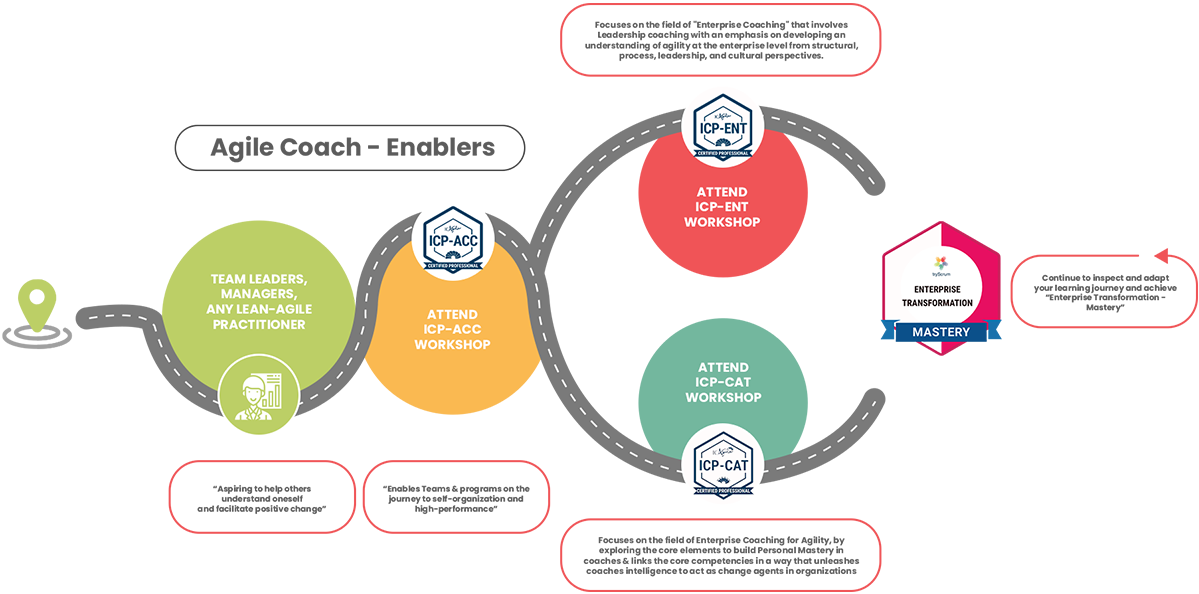 Focuses on the field of "Enterprise Coaching" that involves
Leadership coaching with an emphasis on developing an
understanding of agility at the enterprise level from structural,
process, leadership, and cultural perspectives.
Agile Coach - Enablers
ICP-ENT
CERTIFIED PROFESSIONAL
ATTEND
ICP-ENT
WORKSHOP
ICP-ACC
CERTIFIED PROFESSIONAL
TEAM LEADERS,
MANAGERS,
ANY LEAN-AGILE
PRACTITIONER
ATTEND
ICP-ACC
WORKSHOP
ENTERPRISE
TRANSFORMATION
MASTERY
Continue to inspect and adapt
your learning journey and achieve
“Enterprise Transformation -
Mastery”
ATTEND
ICP-CAT
WORKSHOP
ICP-CAT
CERTIFIED PROFESSIONAL
“Aspiring to help others
understand oneself
and facilitate positive change”
“Enables Teams & programs on the
journey to self-organization and
high-performance”
Focuses on the field of Enterprise Coaching for Agility, by
exploring the core elements to build Personal Mastery in
coaches & links the core competencies in a way that unleashes
coaches intelligence to act as change agents in organizations